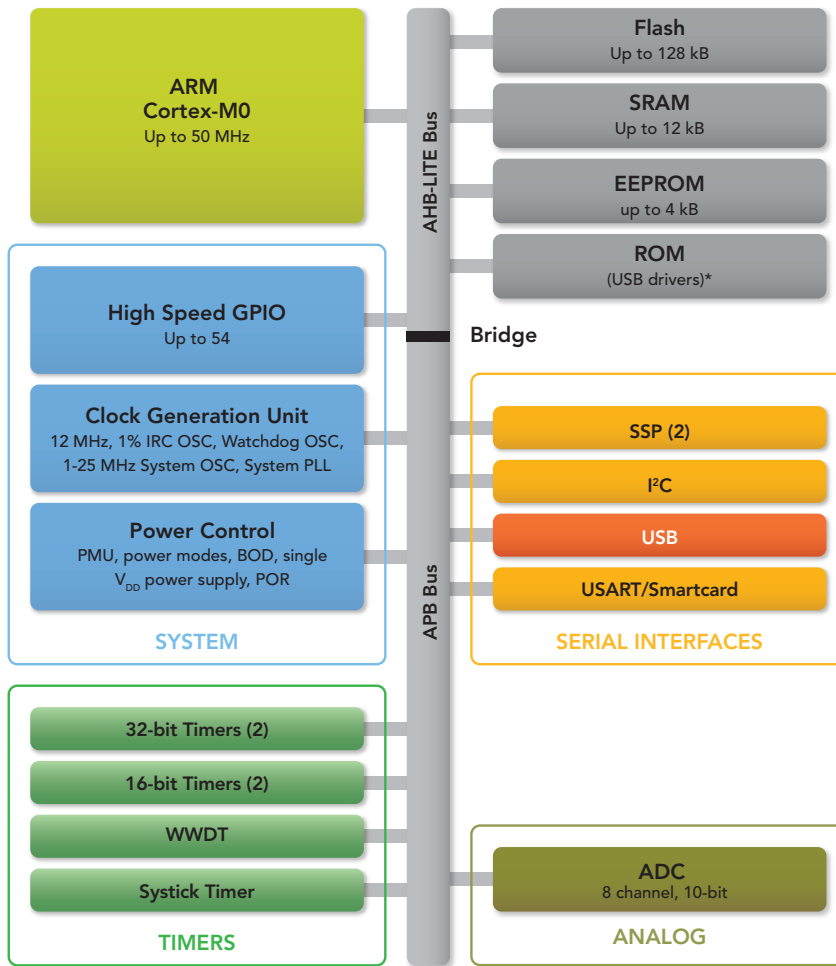 ARM
Cortex-M0
Up to 50 MHz
AHB-LITE Bus
Flash
Up to 128 kB
SRAM
Up to 12 kB
EEPROM
up to 4 kB
ROM
(USB drivers)*
High Speed GPIO
Up to 54
Clock Generation Unit
12 MHz, 1% IRC OSC, Watchdog OSC,
1-25 MHz System OSC, System PLL
Power Control
PMU, power modes, BOD, single
V_DD power supply, POR
SYSTEM
Bridge
APB Bus
SSP (2)
I²C
USB
USART/Smartcard
SERIAL INTERFACES
32-bit Timers (2)
16-bit Timers (2)
WWDT
Systick Timer
TIMERS
ADC
8 channel, 10-bit
ANALOG